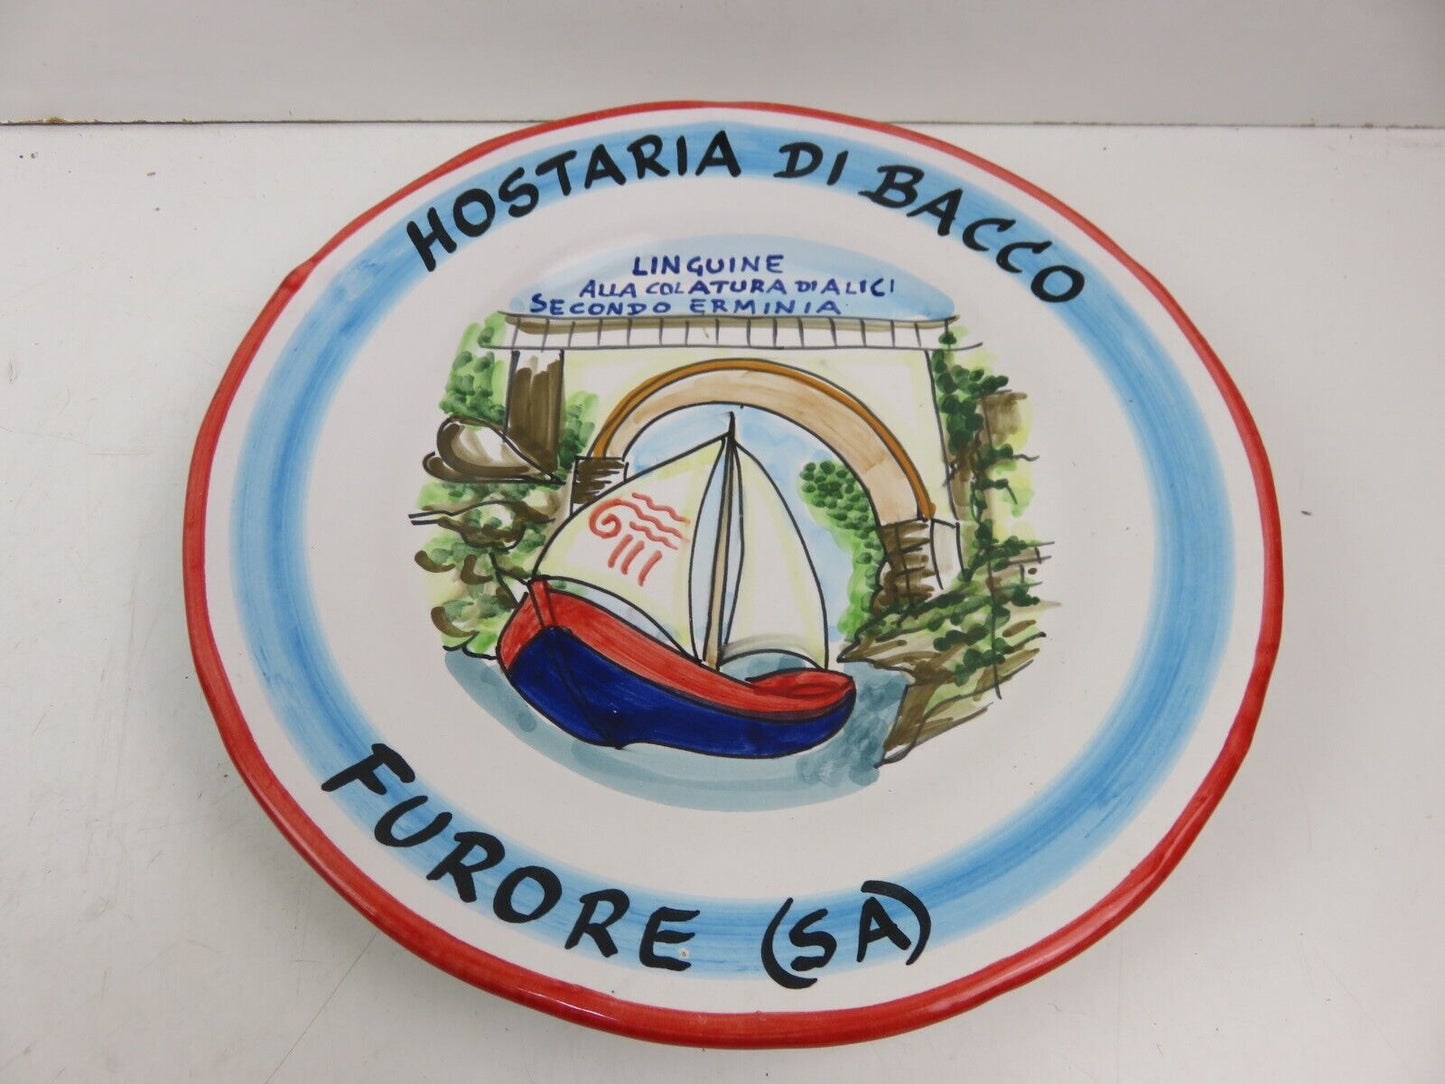 HOSTARIA DI BACCO
LINGUINE
ALLA COLATURA DI ALICI
SECONDO ERMINIA
FURORE (SA)